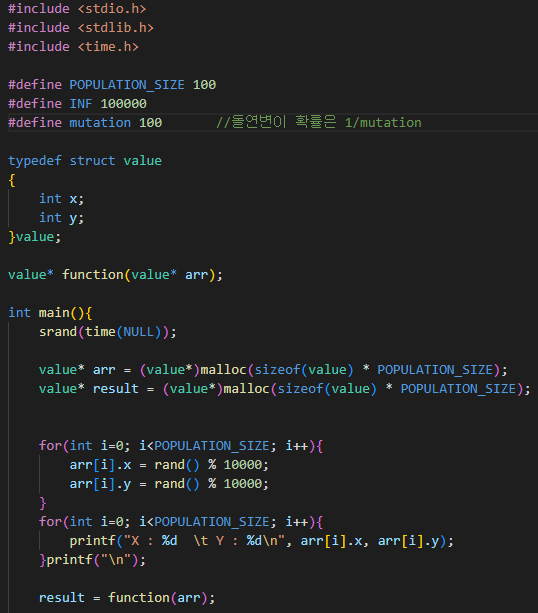 #include <stdio.h>
#include <stdlib.h>
#include <time.h>
#define POPULATION_SIZE 100
#define INF 100000
#define mutation 100 //돌연변이 확률은 1/mutation
typedef struct value
{
int x;
int y;
}value;
value* function(value* arr);
int main(){
srand(time(NULL));
value* arr = (value*)malloc(sizeof(value) * POPULATION_SIZE);
value* result = (value*)malloc(sizeof(value) * POPULATION_SIZE);
for(int i=0; i<POPULATION_SIZE; i++){
arr[i].x = rand() % 10000;
arr[i].y = rand() % 10000;
}
for(int i=0; i<POPULATION_SIZE; i++){
printf("X : %d  \t Y : %d\n", arr[i].x, arr[i].y);
}printf("\n");
result = function(arr);